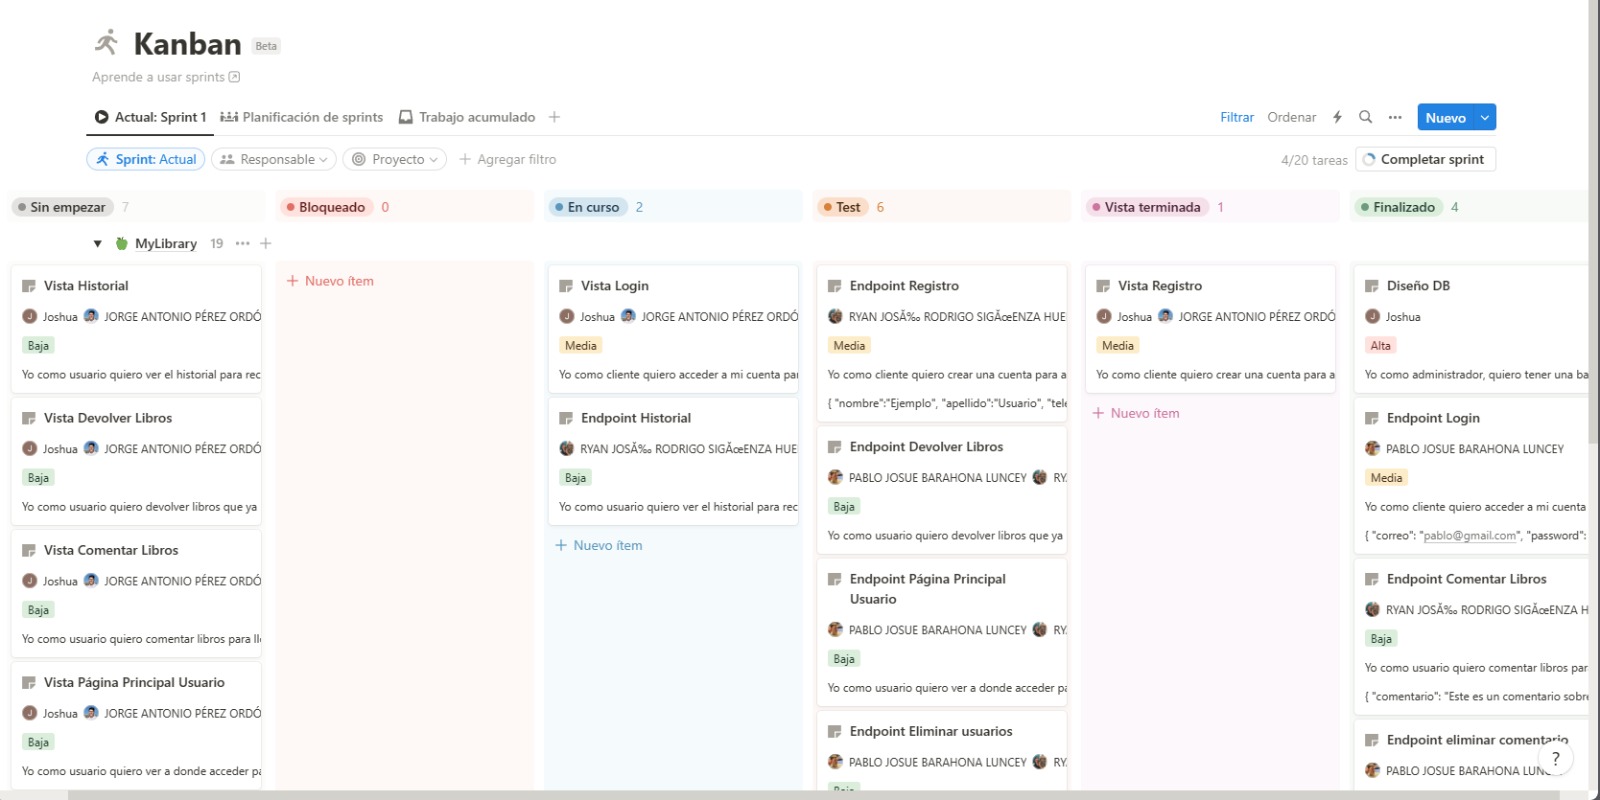 Kanban Beta
Aprende a usar sprints
Actual: Sprint 1 Planificación de sprints Trabajo acumulado
Filtrar Ordenar Nuevo
Sprint: Actual Responsable Proyecto Agregar filtro
4/20 tareas Completar sprint
Sin empezar 7
Bloqueado 0
En curso 2
Test 6
Vista terminada 1
Finalizado 4
MyLibrary 19
Vista Historial
J Joshua JORGE ANTONIO PÉREZ ORDÓ
Baja
Yo como usuario quiero ver el historial para rec
Vista Devolver Libros
J Joshua JORGE ANTONIO PÉREZ ORDÓ
Baja
Yo como usuario quiero devolver libros que ya
Vista Comentar Libros
J Joshua JORGE ANTONIO PÉREZ ORDÓ
Baja
Yo como usuario quiero comentar libros para
Vista Página Principal Usuario
J Joshua JORGE ANTONIO PÉREZ ORDÓ
Baja
Yo como usuario quiero ver a donde acceder
+ Nuevo ítem
Vista Login
J Joshua JORGE ANTONIO PÉREZ ORDÓ
Media
Yo como cliente quiero acceder a mi cuenta
Endpoint Historial
RYAN JOSÃ‰ RODRIGO SIGÃœENZA HUE
Baja
Yo como usuario quiero ver el historial para rec
+ Nuevo ítem
Endpoint Registro
RYAN JOSÃ‰ RODRIGO SIGÃœENZA HUE
Media
Yo como cliente quiero crear una cuenta para a
{ "nombre":"Ejemplo", "apellido":"Usuario", "tele
Endpoint Devolver Libros
PABLO JOSUE BARAHONA LUNCEY RY
Baja
Yo como usuario quiero devolver libros que ya
Endpoint Página Principal
Usuario
PABLO JOSUE BARAHONA LUNCEY RY
Baja
Yo como usuario quiero ver a donde acceder
Endpoint Eliminar usuarios
PABLO JOSUE BARAHONA LUNCEY RY
Baja
Vista Registro
J Joshua JORGE ANTONIO PÉREZ ORDÓ
Media
Yo como cliente quiero crear una cuenta para a
+ Nuevo ítem
Diseño DB
J Joshua
Alta
Yo como administrador, quiero tener una ba
Endpoint Login
PABLO JOSUE BARAHONA LUNCEY
Media
Yo como cliente quiero acceder a mi cuenta
{ "correo": "pablo@gmail.com", "password":
Endpoint Comentar Libros
RYAN JOSÃ‰ RODRIGO SIGÃœENZA H
Baja
Yo como usuario quiero comentar libros par
{ "comentario": "Este es un comentario sobre
Endpoint eliminar comentario
PABLO JOSUE BARAHONA
?